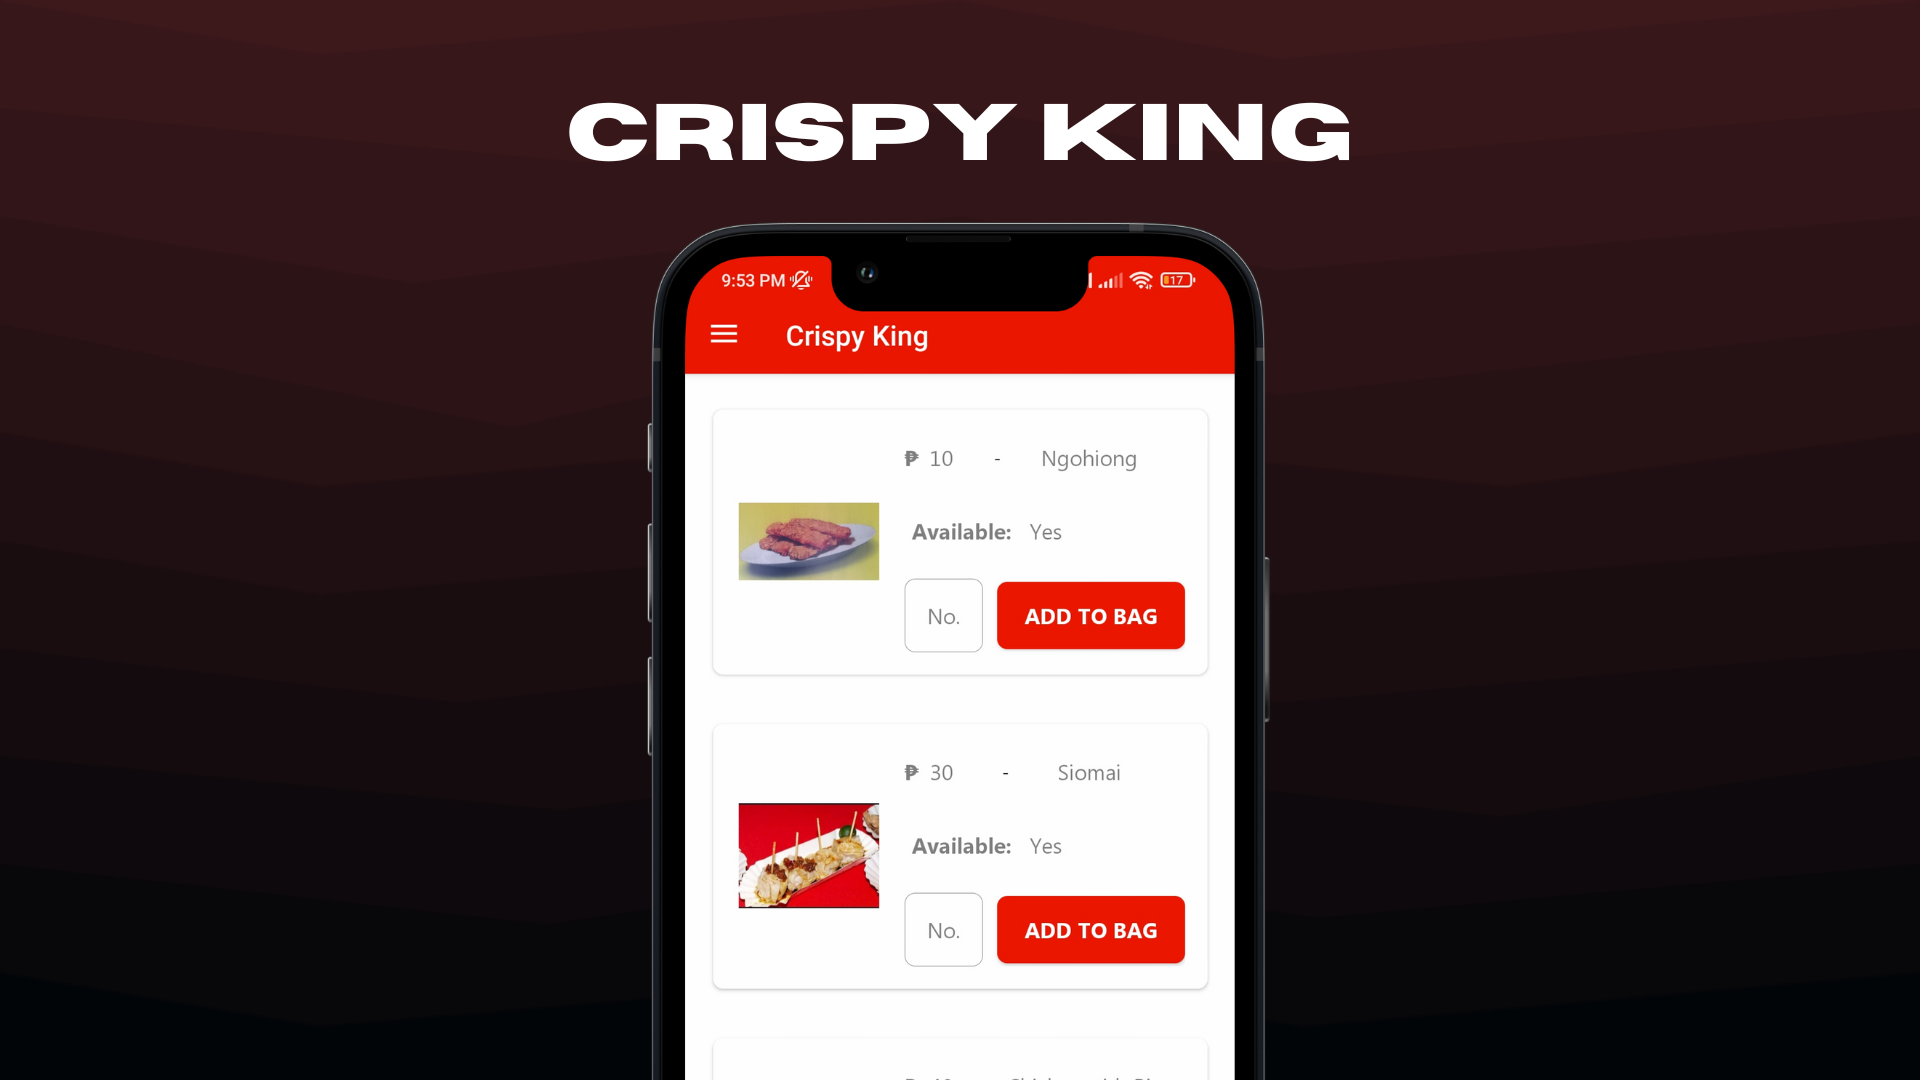 CRISPY KING
9:53 PM 17
Crispy King
₱ 10 - Ngohiong
Available: Yes
No. ADD TO BAG
₱ 30 - Siomai
Available: Yes
No. ADD TO BAG